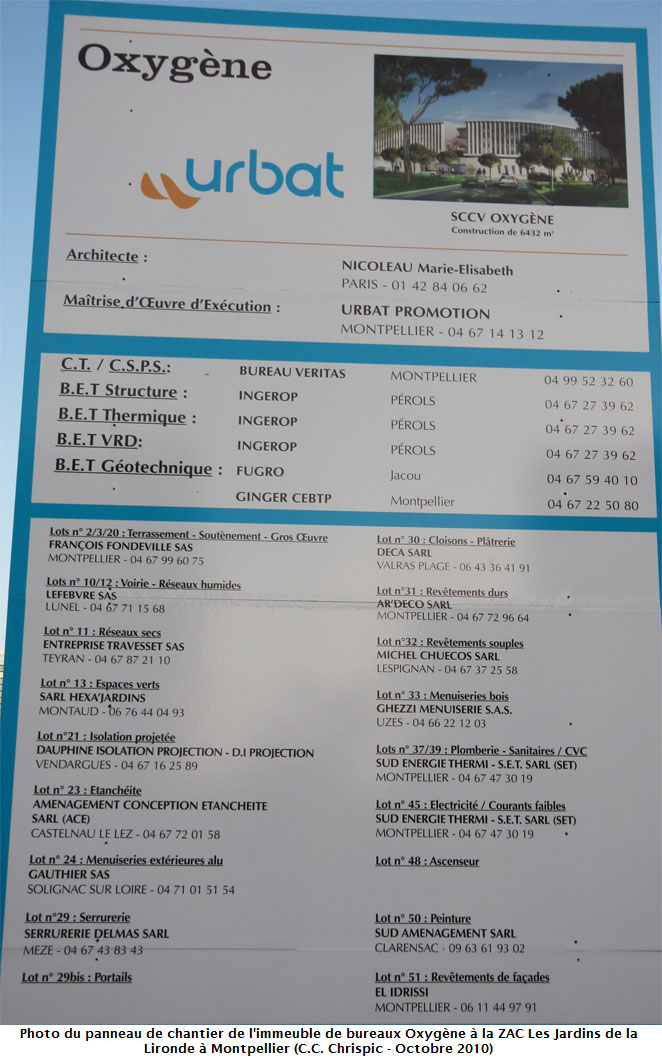 Oxygène
urbat
SCCV OXYGÈNE
Construction de 6432 m²
Architecte :
NICOLEAU Marie-Elisabeth
PARIS - 01 42 84 06 62
Maîtrise d'Œuvre d'Exécution :
URBAT PROMOTION
MONTPELLIER - 04 67 14 13 12
C.T. / C.S.P.S.: BUREAU VERITAS MONTPELLIER 04 99 52 32 60
B.E.T Structure : INGEROP PÉROLS 04 67 27 39 62
B.E.T Thermique : INGEROP PÉROLS 04 67 27 39 62
B.E.T VRD: INGEROP PÉROLS 04 67 27 39 62
B.E.T Géotechnique : FUGRO Jacou 04 67 59 40 10
GINGER CEBTP Montpellier 04 67 22 50 80
Lots n° 2/3/20 : Terrassement - Soutènement - Gros Œuvre
FRANÇOIS FONDEVILLE SAS
MONTPELLIER - 04 67 99 60 75
Lots n° 10/12 : Voirie - Réseaux humides
LEFEBVRE SAS
LUNEL - 04 67 71 15 68
Lot n° 11 : Réseaux secs
ENTREPRISE TRAVESSET SAS
TEYRAN - 04 67 87 21 10
Lot n° 13 : Espaces verts
SARL HEXA'JARDINS
MONTAUD - 06 76 44 04 93
Lot n°21 : Isolation projetée
DAUPHINE ISOLATION PROJECTION - D.I PROJECTION
VENDARGUES - 04 67 16 25 89
Lot n° 23 : Etanchéite
AMENAGEMENT CONCEPTION ETANCHEITE
SARL (ACE)
CASTELNAU LE LEZ - 04 67 72 01 58
Lot n° 24 : Menuiseries extérieures alu
GAUTHIER SAS
SOLIGNAC SUR LOIRE - 04 71 01 51 54
Lot n°29 : Serrurerie
SERRURERIE DELMAS SARL
MEZE - 04 67 43 83 43
Lot n° 29bis : Portails
Lot n° 30 : Cloisons - Plâtrerie
DECA SARL
VALRAS PLAGE - 06 43 36 41 91
Lot n°31 : Revêtements durs
AR'DECO SARL
MONTPELLIER - 04 67 72 96 64
Lot n°32 : Revêtements souples
MICHEL CHUECOS SARL
LESPIGNAN - 04 67 37 25 58
Lot n° 33 : Menuiseries bois
GHEZZI MENUISERIE S.A.S.
UZES - 04 66 22 12 03
Lots n° 37/39 : Plomberie - Sanitaires / CVC
SUD ENERGIE THERMI - S.E.T. SARL (SET)
MONTPELLIER - 04 67 47 30 19
Lot n° 45 : Electricité / Courants faibles
SUD ENERGIE THERMI - S.E.T. SARL (SET)
MONTPELLIER - 04 67 47 30 19
Lot n° 48 : Ascenseur
Lot n° 50 : Peinture
SUD AMENAGEMENT SARL
CLARENSAC - 09 63 61 93 02
Lot n° 51 : Revêtements de façades
EL IDRISSI
MONTPELLIER - 06 11 44 97 91
Photo du panneau de chantier de l'immeuble de bureaux Oxygène à la ZAC Les Jardins de la
Lironde à Montpellier (C.C. Chrispic - Octobre 2010)